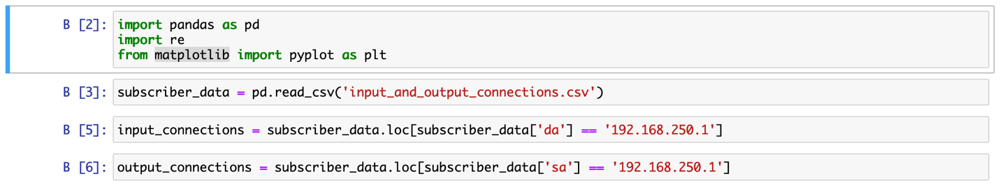 В [2]: import pandas as pd
import re
from matplotlib import pyplot as plt
В [3]: subscriber_data = pd.read_csv('input_and_output_connections.csv')
В [5]: input_connections = subscriber_data.loc[subscriber_data['da'] == '192.168.250.1']
В [6]: output_connections = subscriber_data.loc[subscriber_data['sa'] == '192.168.250.1']